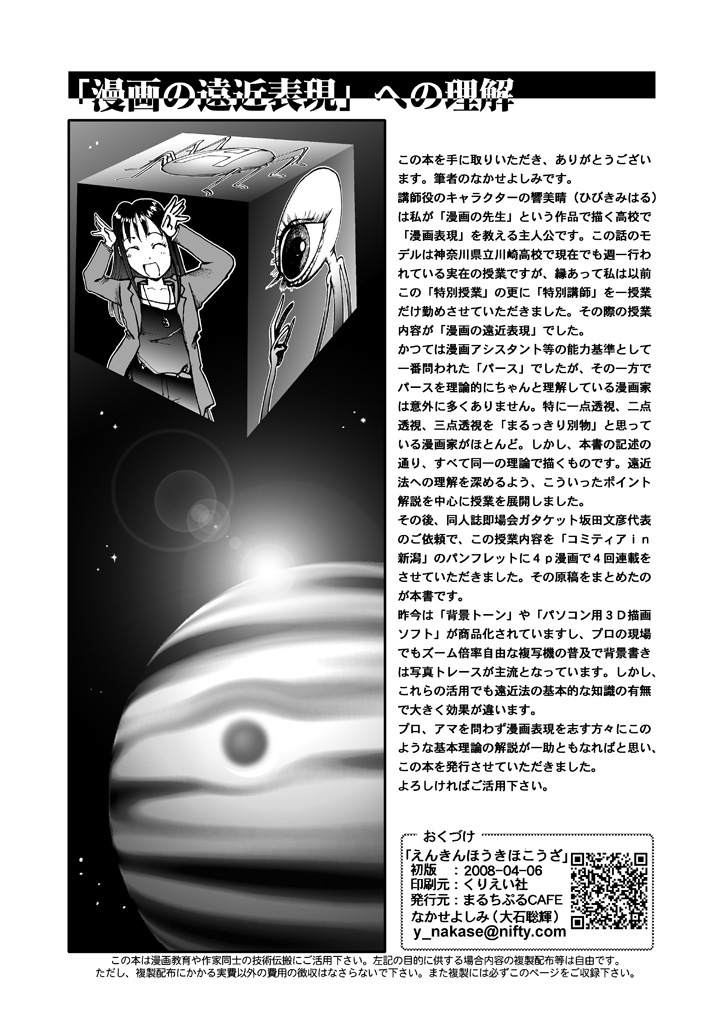 「漫画の遠近表現」への理解
この本を手に取りいただき、ありがとうござい
ます。筆者のなかせよしみです。
講師役のキャラクターの響美晴（ひびきみはる）
は私が「漫画の先生」という作品で描く高校で
「漫画表現」を教える主人公です。この話のモ
デルは神奈川県立川崎高校で現在でも週一行わ
れている実在の授業ですが、縁あって私は以前
この「特別授業」の更に「特別講師」を一授業
だけ勤めさせていただきました。その際の授業
内容が「漫画の遠近表現」でした。
かつては漫画アシスタント等の能力基準として
一番問われた「パース」でしたが、その一方で
パースを理論的にちゃんと理解している漫画家
は意外に多くありません。特に一点透視、二点
透視、三点透視を「まるっきり別物」と思って
いる漫画家がほとんど。しかし、本書の記述の
通り、すべて同一の理論で描くものです。遠近
法への理解を深めるよう、こういったポイント
解説を中心に授業を展開しました。
その後、同人誌即場会ガタケット坂田文彦代表
のご依頼で、この授業内容を「コミティアｉｎ
新潟」のパンフレットに４ｐ漫画で４回連載を
させていただきました。その原稿をまとめたの
が本書です。
昨今は「背景トーン」や「パソコン用３Ｄ描画
ソフト」が商品化されていますし、プロの現場
でもズーム倍率自由な複写機の普及で背景書き
は写真トレースが主流となっています。しかし、
これらの活用でも遠近法の基本的な知識の有無
で大きく効果が違います。
プロ、アマを問わず漫画表現を志す方々にこの
ような基本理論の解説が一助ともなればと思い、
この本を発行させていただきました。
よろしければご活用下さい。
おくづけ
「えんきんほうきほこうざ」
初版　：2008-04-06
印刷元：くりえい社
発行元：まるちぷるCAFE
なかせよしみ（大石聡輝）
y_nakase@nifty.com
この本は漫画教育や作家同士の技術伝搬にご活用下さい。左記の目的に供する場合内容の複製配布等は自由です。
ただし、複製配布にかかる実費以外の費用の徴収はなさらないで下さい。また複製には必ずこのページをご収録下さい。